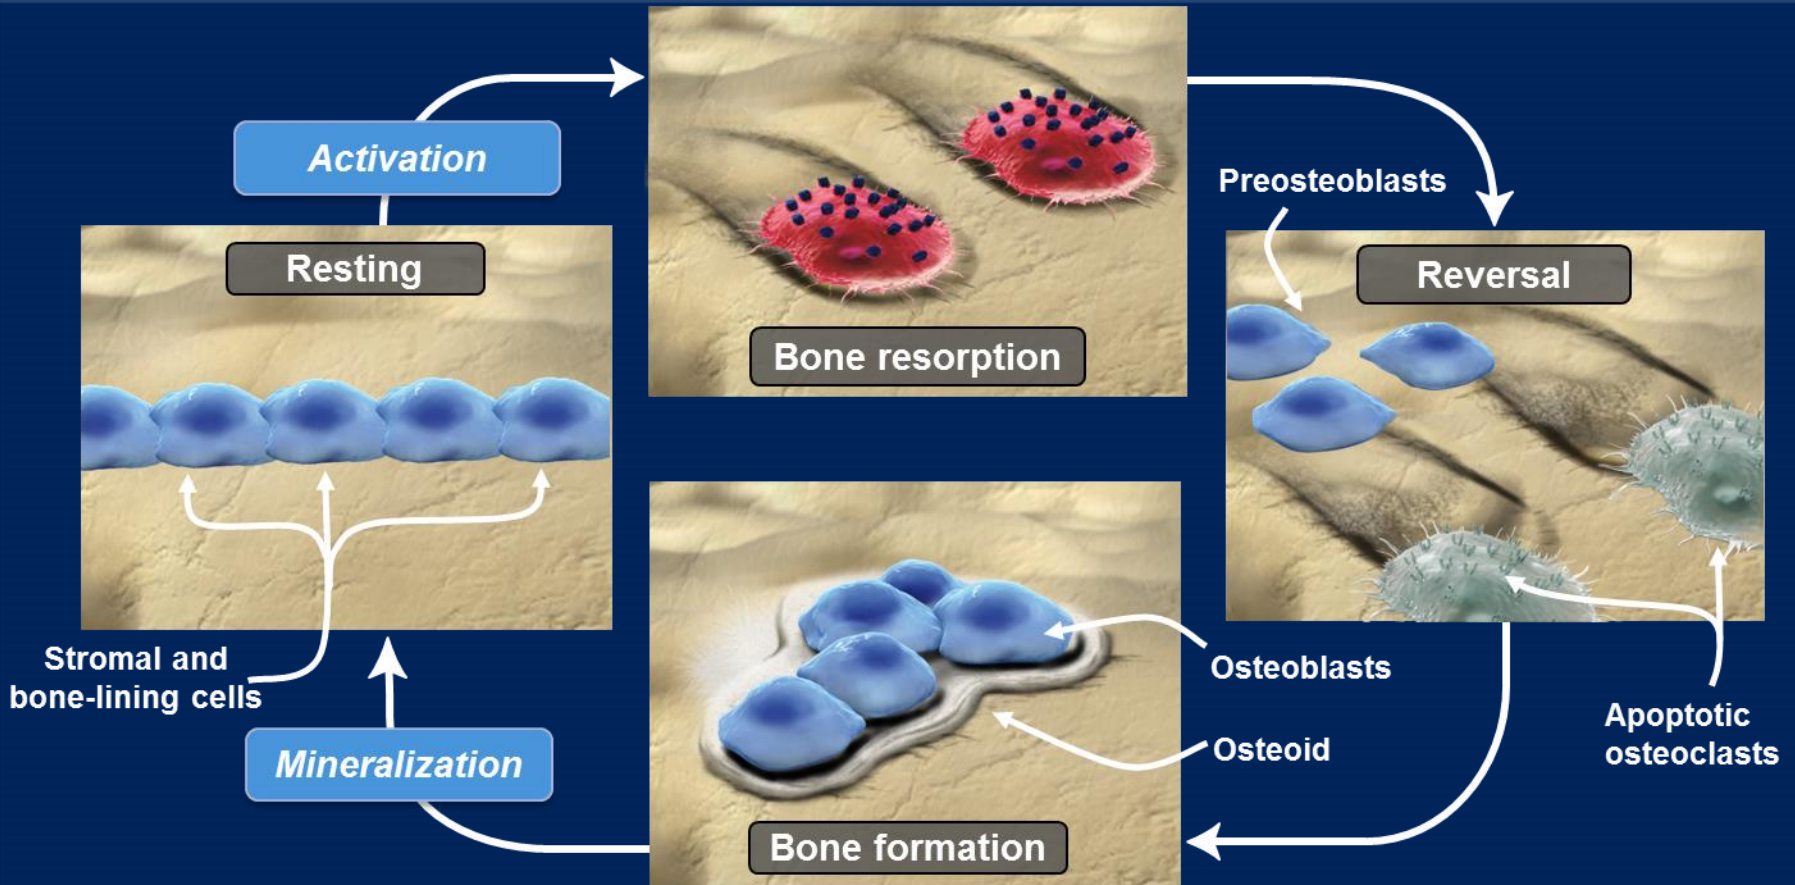 Activation
Resting
Bone resorption
Preosteoblasts
Reversal
Stromal and
bone-lining cells
Mineralization
Osteoblasts
Osteoid
Apoptotic
osteoclasts
Bone formation